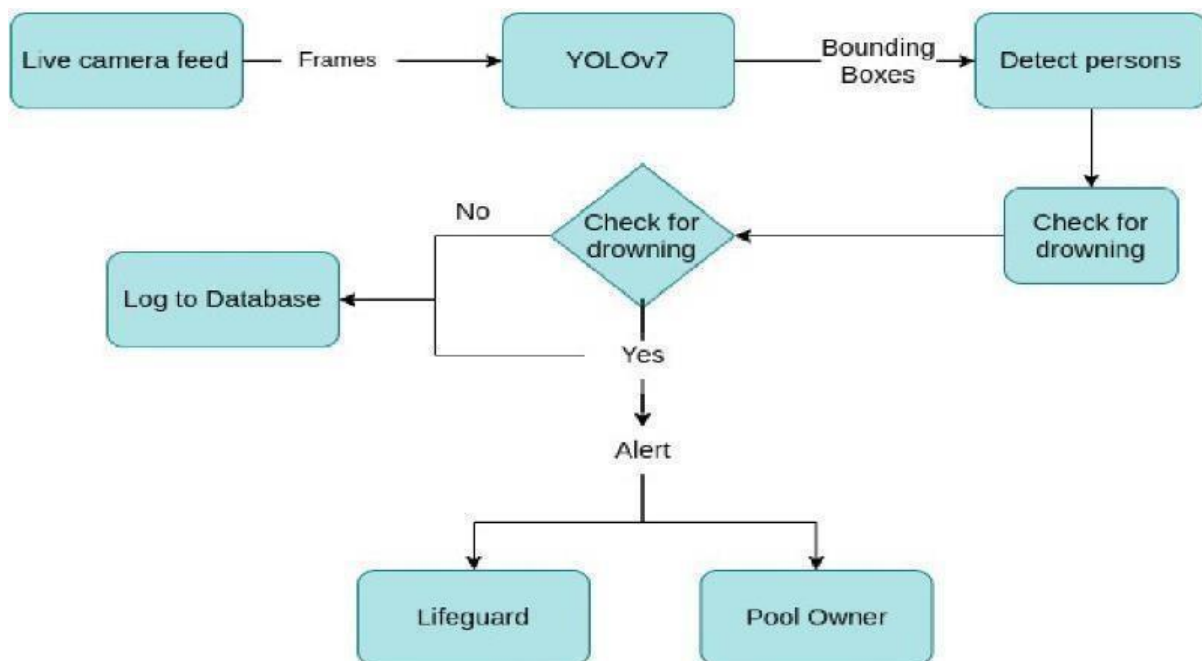 Live camera feed
Frames
YOLOv7
Bounding
Boxes
Detect persons
No
Check for
drowning
Check for
drowning
Log to Database
Yes
Alert
Lifeguard
Pool Owner